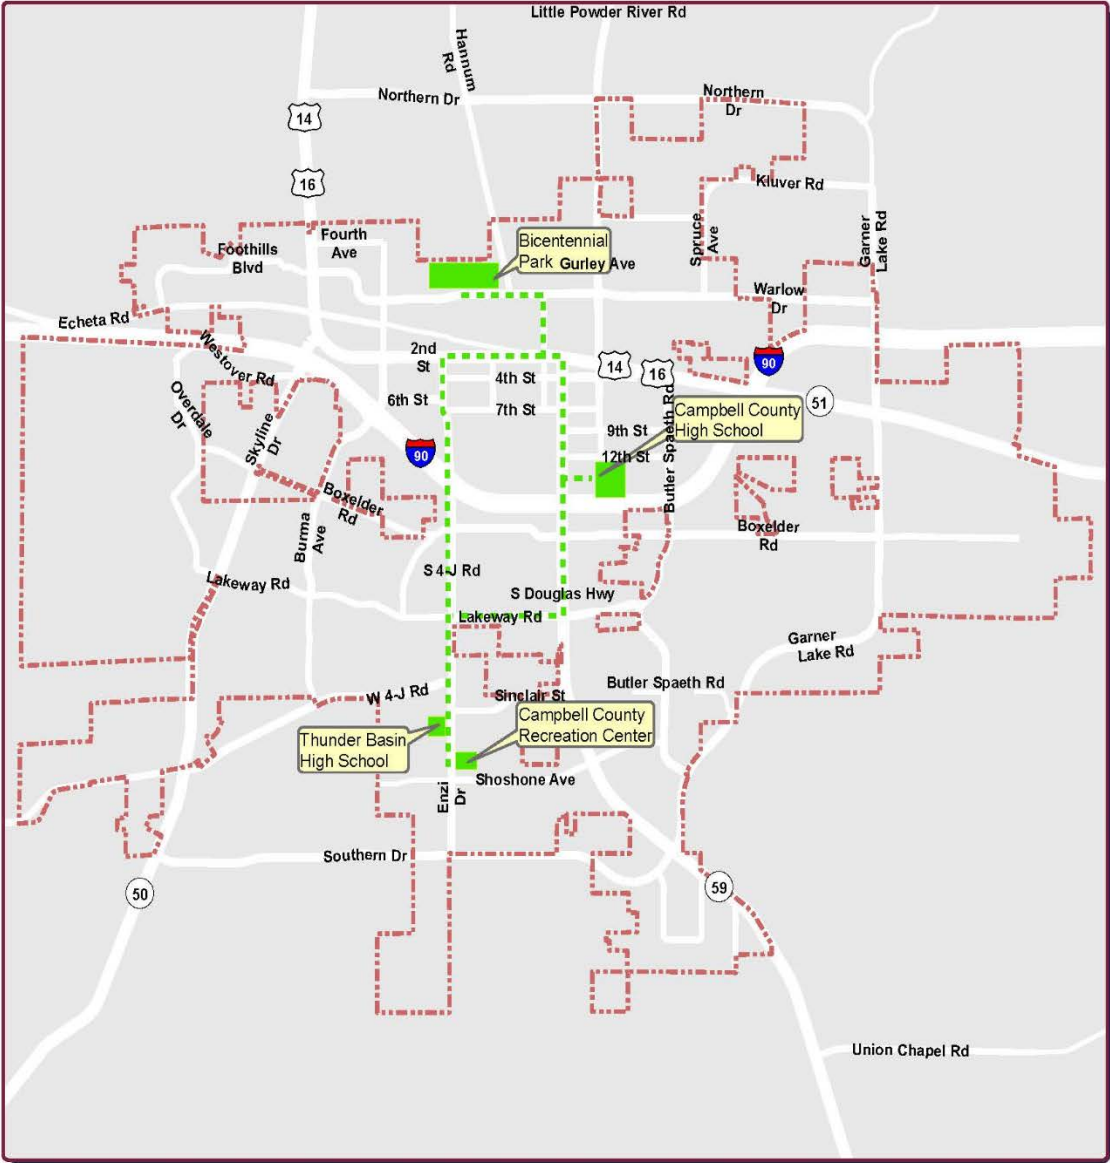 Little Powder River Rd
Hannum
Rd
Northern Dr
Northern
Dr
14
16
Kluver Rd
Fourth
Ave
Foothills
Blvd
Bicentennial
Park
Gurley Ave
Spruce
Ave
Garner
Lake Rd
Warlow
Dr
Echeta Rd
Westover Rd
2nd
St
14
16
90
4th St
51
6th St
7th St
Overdale
Dr
Skyline
Dr
Campbell County
High School
9th St
12th St
Butler Spaeth Rd
90
Boxelder
Rd
Burma
Ave
Boxelder
Rd
S 4-J Rd
Lakeway Rd
S Douglas Hwy
Lakeway Rd
Garner
Lake Rd
W 4-J Rd
Butler Spaeth Rd
Sinclair St
Campbell County
Recreation Center
Thunder Basin
High School
Shoshone Ave
Enzi
Dr
Southern Dr
50
59
Union Chapel Rd